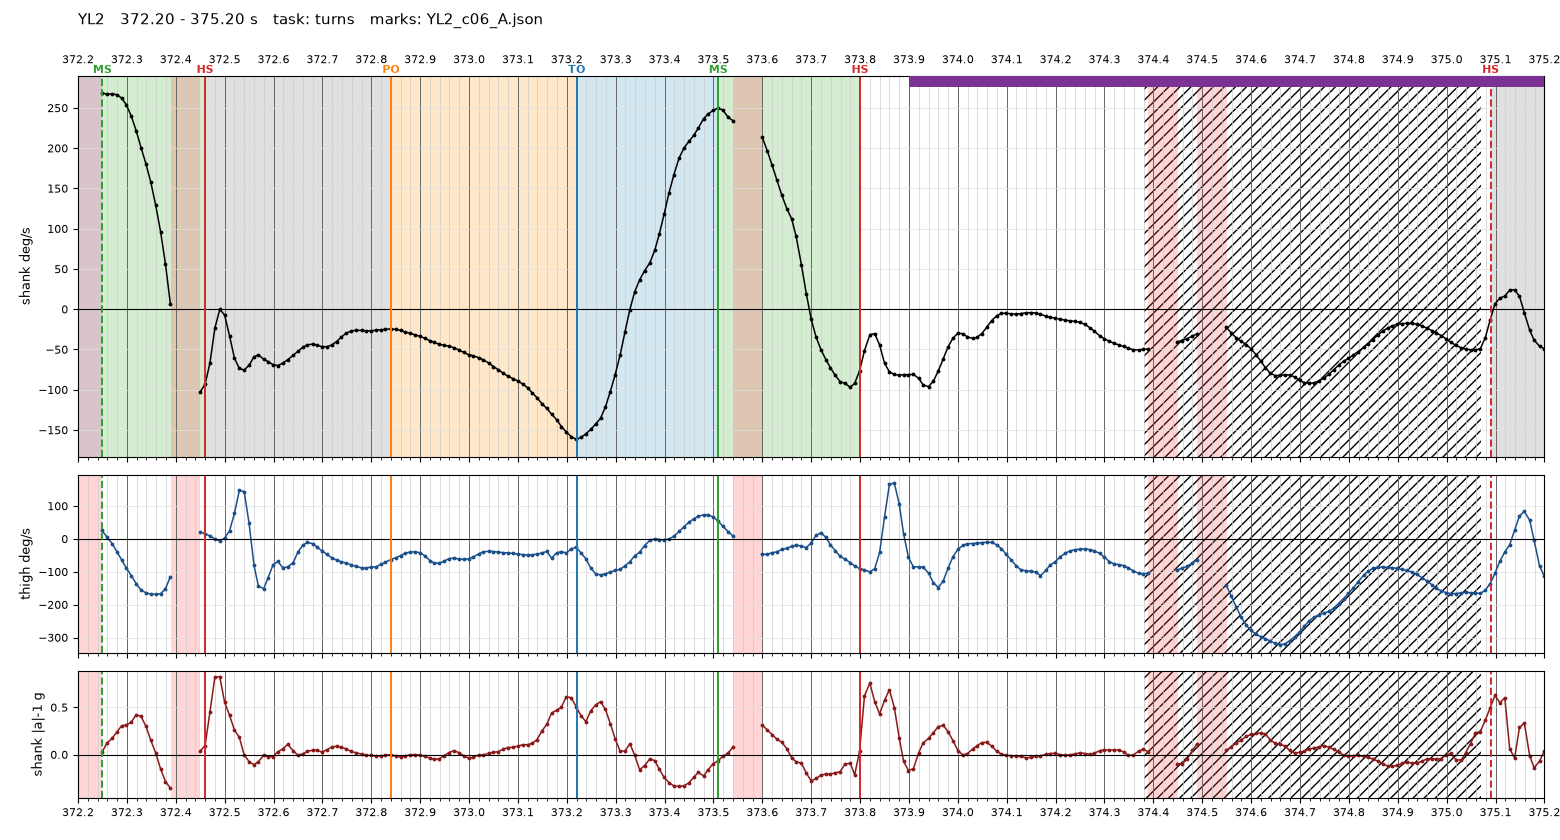 YL2   372.20 - 375.20 s   task: turns   marks: YL2_c06_A.json
372.2 372.3 372.4 372.5 372.6 372.7 372.8 372.9 373.0 373.1 373.2 373.3 373.4 373.5 373.6 373.7 373.8 373.9 374.0 374.1 374.2 374.3 374.4 374.5 374.6 374.7 374.8 374.9 375.0 375.1 375.2
MS HS PO TO MS HS HS
shank deg/s
250
200
150
100
50
0
−50
−100
−150
thigh deg/s
100
0
−100
−200
−300
shank |a|-1 g
0.5
0.0
372.2 372.3 372.4 372.5 372.6 372.7 372.8 372.9 373.0 373.1 373.2 373.3 373.4 373.5 373.6 373.7 373.8 373.9 374.0 374.1 374.2 374.3 374.4 374.5 374.6 374.7 374.8 374.9 375.0 375.1 375.2